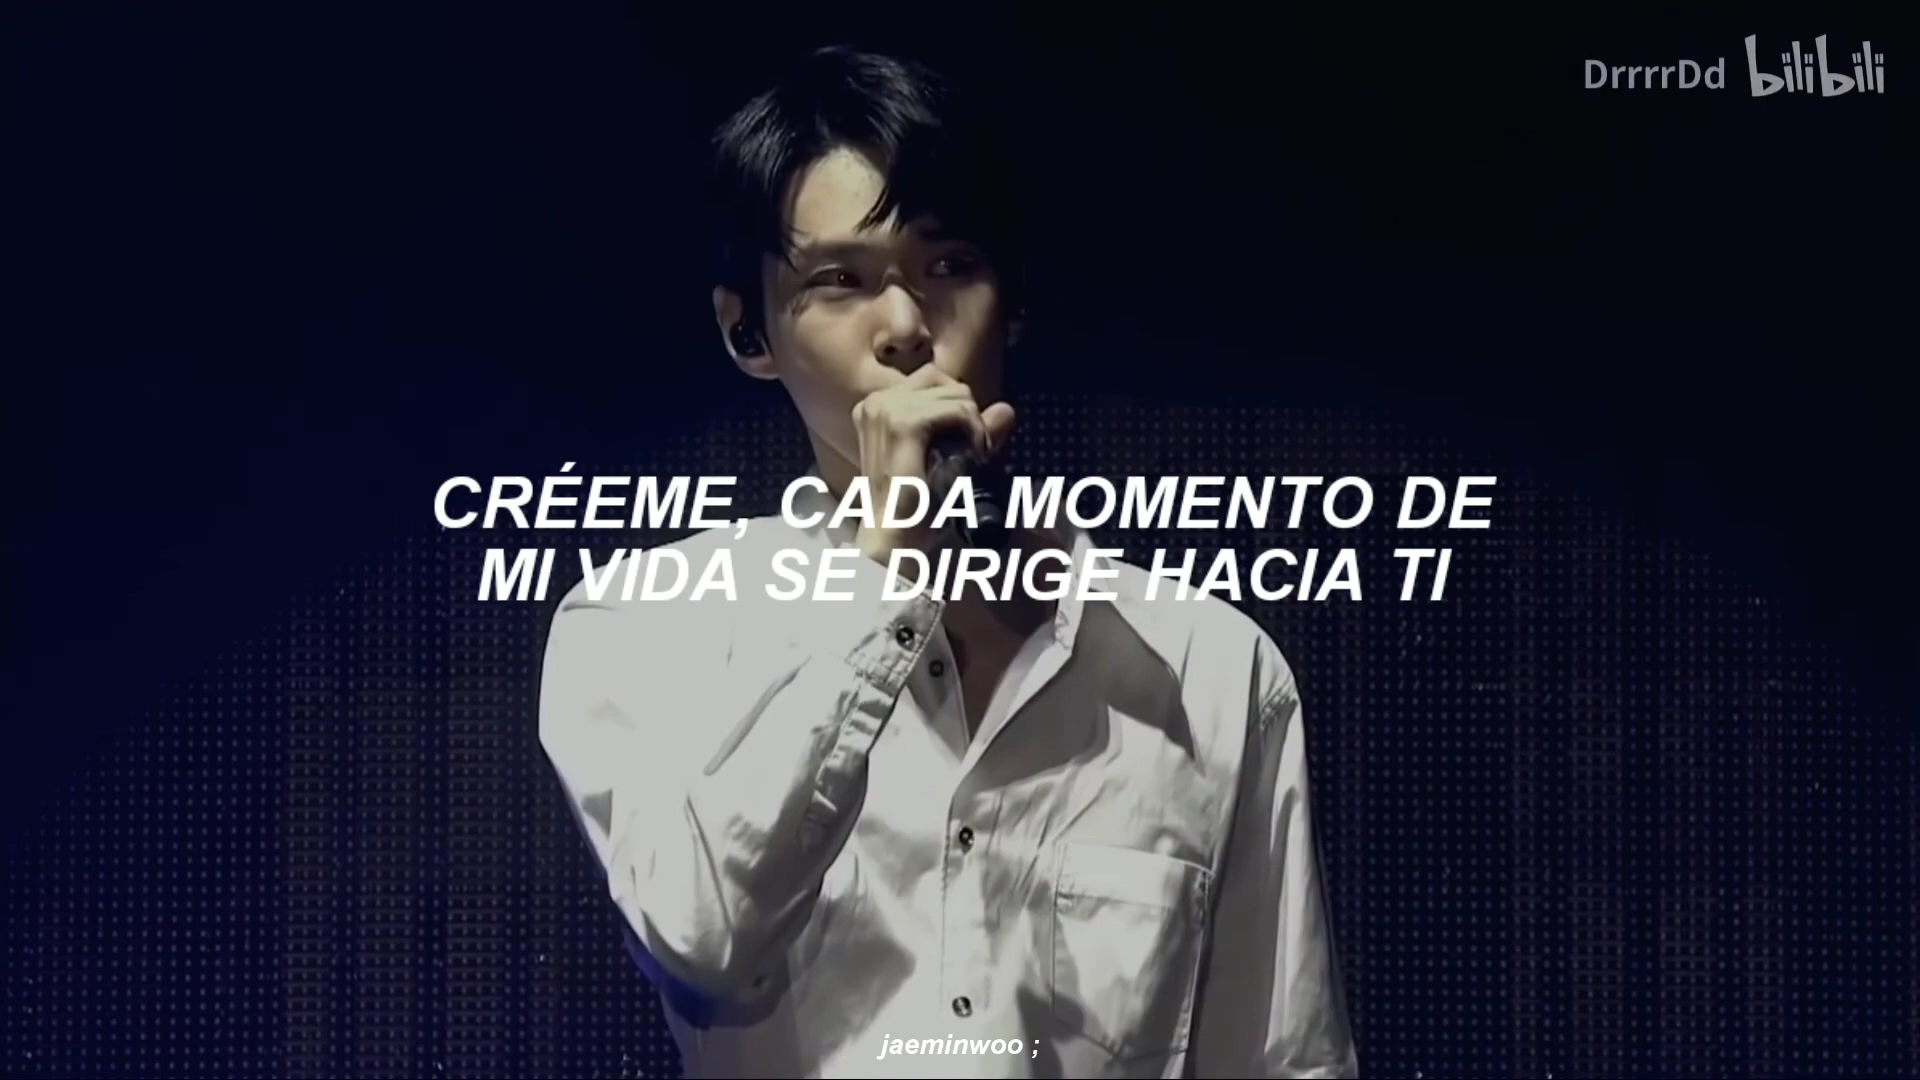 DrrrrDd bilibili
CRÉEME, CADA MOMENTO DE
MI VIDA SE DIRIGE HACIA TI
jaeminwoo ;